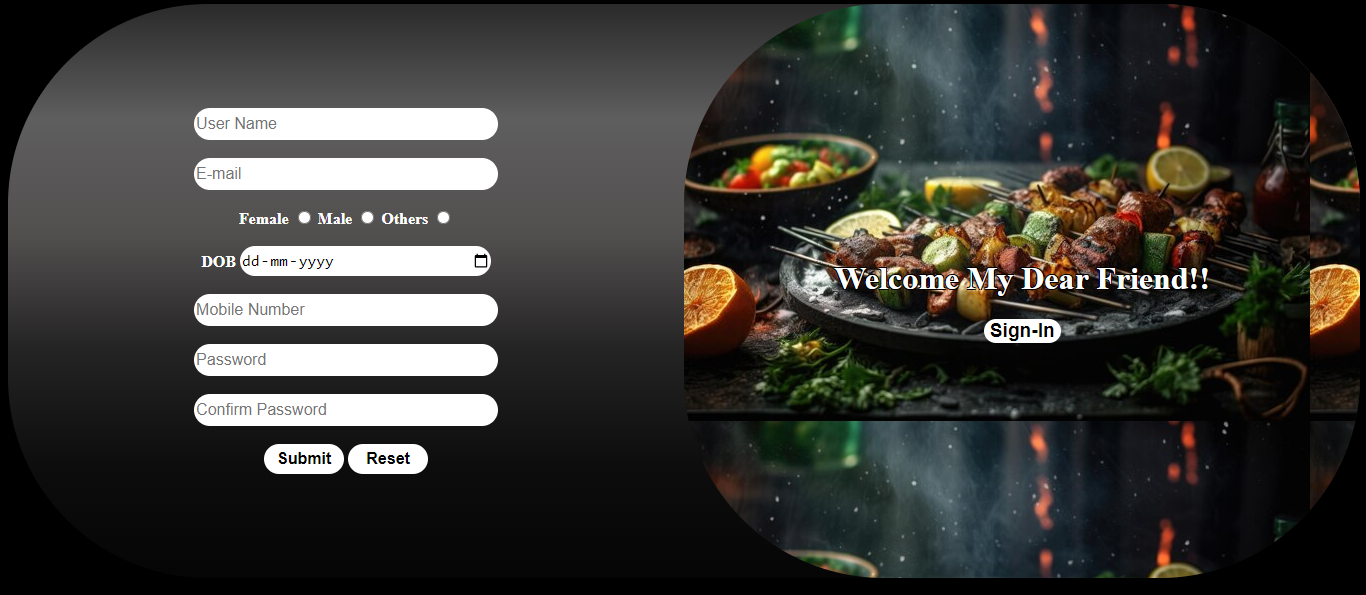 User Name
E-mail
Female Male Others
DOB dd-mm-yyyy
Mobile Number
Password
Confirm Password
Submit Reset
Welcome My Dear Friend!!
Sign-In